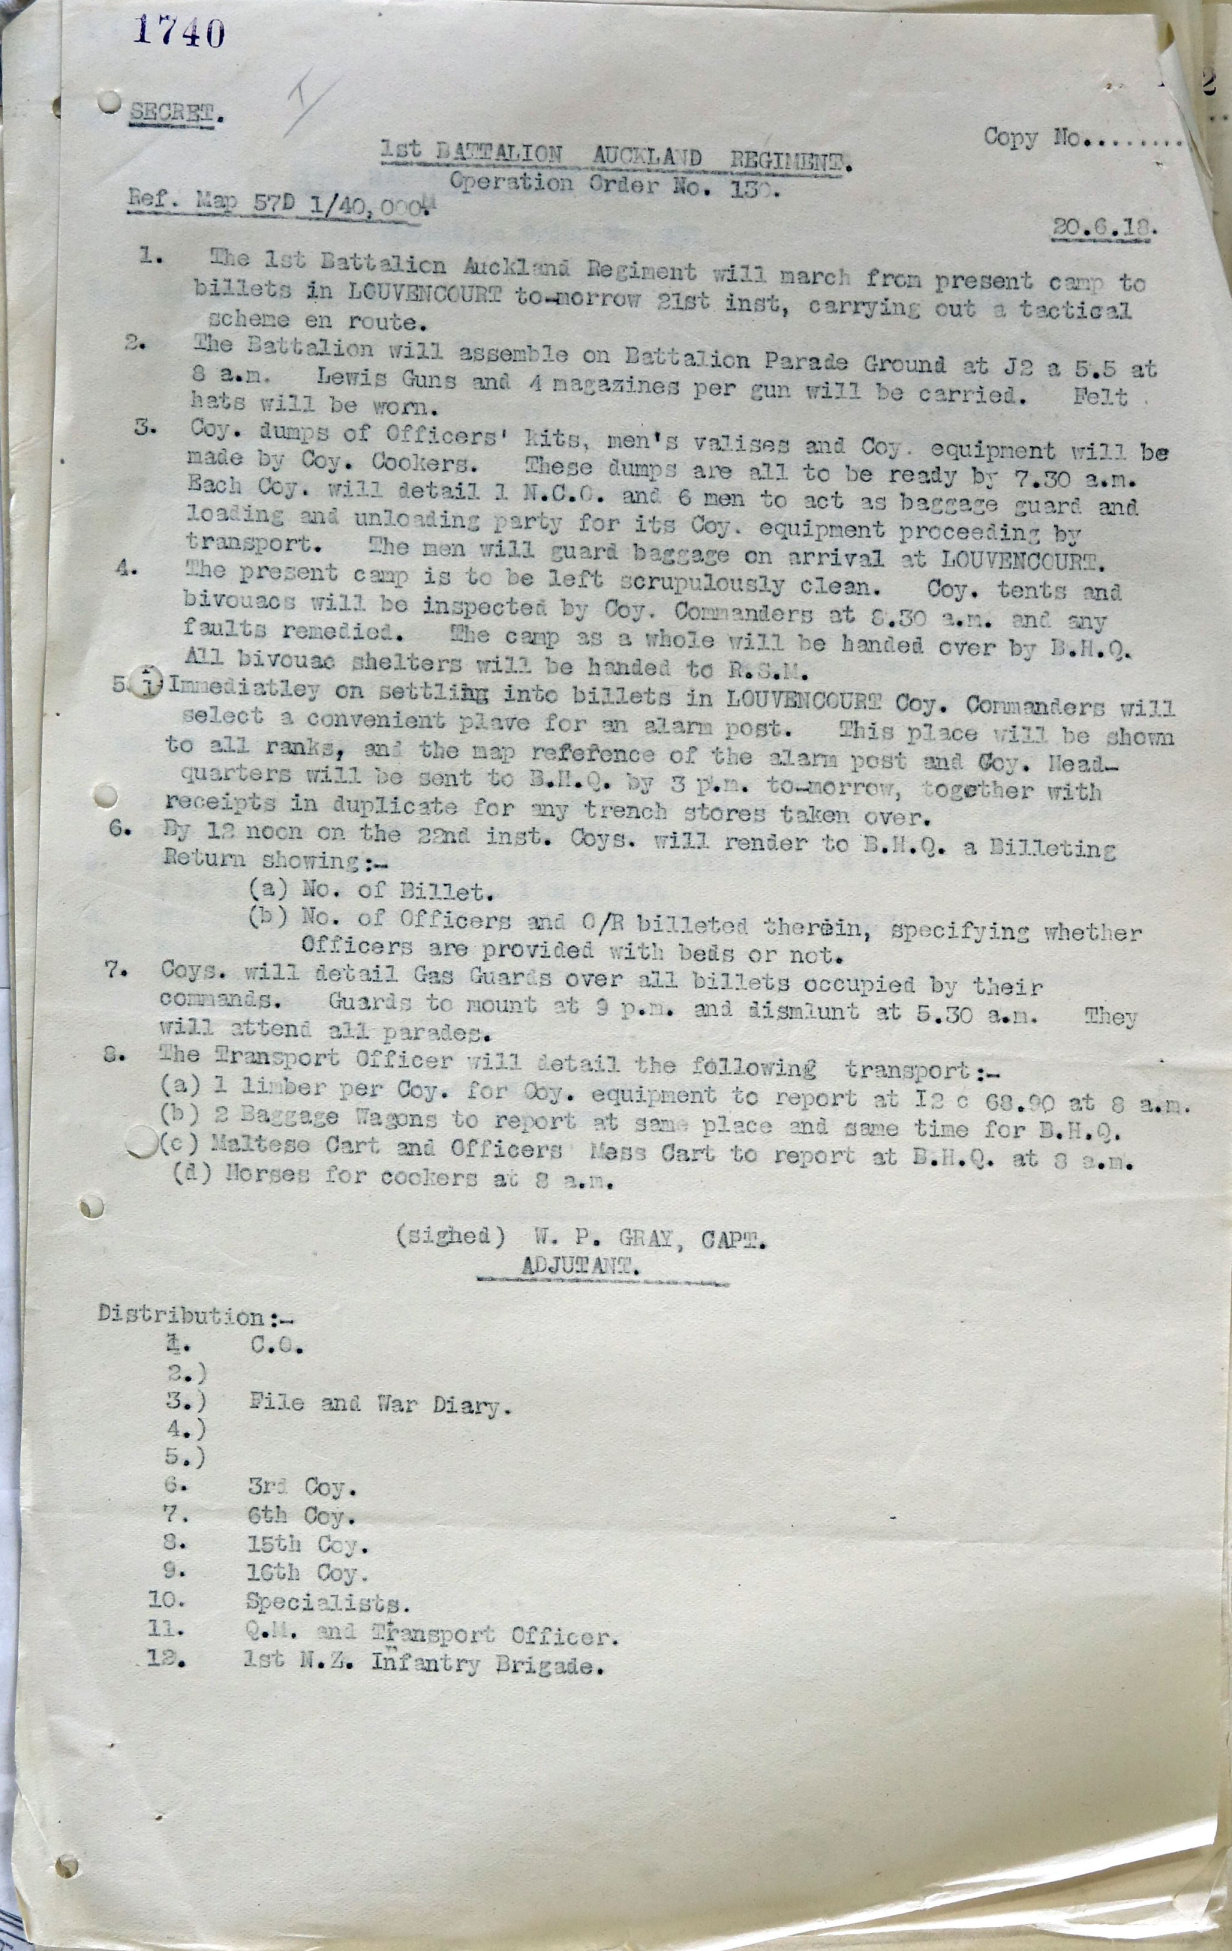 1740
SECRET.
Copy No.........
1st BATTALION AUCKLAND REGIMENT.
Operation Order No. 130.
Ref. Map 57D 1/40,000.
20.6.18.
1. The 1st Battalion Auckland Regiment will march from present camp to
billets in LOUVENCOURT to-morrow 21st inst, carrying out a tactical
scheme en route.
2. The Battalion will assemble on Battalion Parade Ground at J2 a 5.5 at
8 a.m. Lewis Guns and 4 magazines per gun will be carried. Felt
hats will be worn.
3. Coy. dumps of Officers' kits, men's valises and Coy. equipment will be
made by Coy. Cookers. These dumps are all to be ready by 7.30 a.m.
Each Coy. will detail 1 N.C.O. and 6 men to act as baggage guard and
loading and unloading party for its Coy. equipment proceeding by
transport. The men will guard baggage on arrival at LOUVENCOURT.
4. The present camp is to be left scrupulously clean. Coy. tents and
bivouacs will be inspected by Coy. Commanders at 6.30 a.m. and any
faults remedied. The camp as a whole will be handed over by B.H.Q.
All bivouac shelters will be handed to R.S.M.
5. Immediatley on settling into billets in LOUVENCOURT Coy. Commanders will
select a convenient plave for an alarm post. This place will be shown
to all ranks, and the map reference of the alarm post and Coy. Head-
quarters will be sent to B.H.Q. by 3 p.m. to-morrow, together with
receipts in duplicate for any trench stores taken over.
6. By 12 noon on the 22nd inst. Coys. will render to B.H.Q. a Billeting
Return showing:-
(a) No. of Billet.
(b) No. of Officers and O/R billeted therein, specifying whether
Officers are provided with beds or not.
7. Coys. will detail Gas Guards over all billets occupied by their
commands. Guards to mount at 9 p.m. and dismlunt at 5.30 a.m. They
will attend all parades.
8. The Transport Officer will detail the following transport:-
(a) 1 limber per Coy. for Coy. equipment to report at I2 c 68.90 at 8 a.m.
(b) 2 Baggage Wagons to report at same place and same time for B.H.Q.
(c) Maltese Cart and Officers' Mess Cart to report at B.H.Q. at 8 a.m.
(d) Horses for cookers at 8 a.m.
(sighed) W. P. GRAY, CAPT.
ADJUTANT.
Distribution:-
1. C.O.
2.)
3.) File and War Diary.
4.)
5.)
6. 3rd Coy.
7. 6th Coy.
8. 15th Coy.
9. 16th Coy.
10. Specialists.
11. Q.M. and Transport Officer.
12. 1st N.Z. Infantry Brigade.